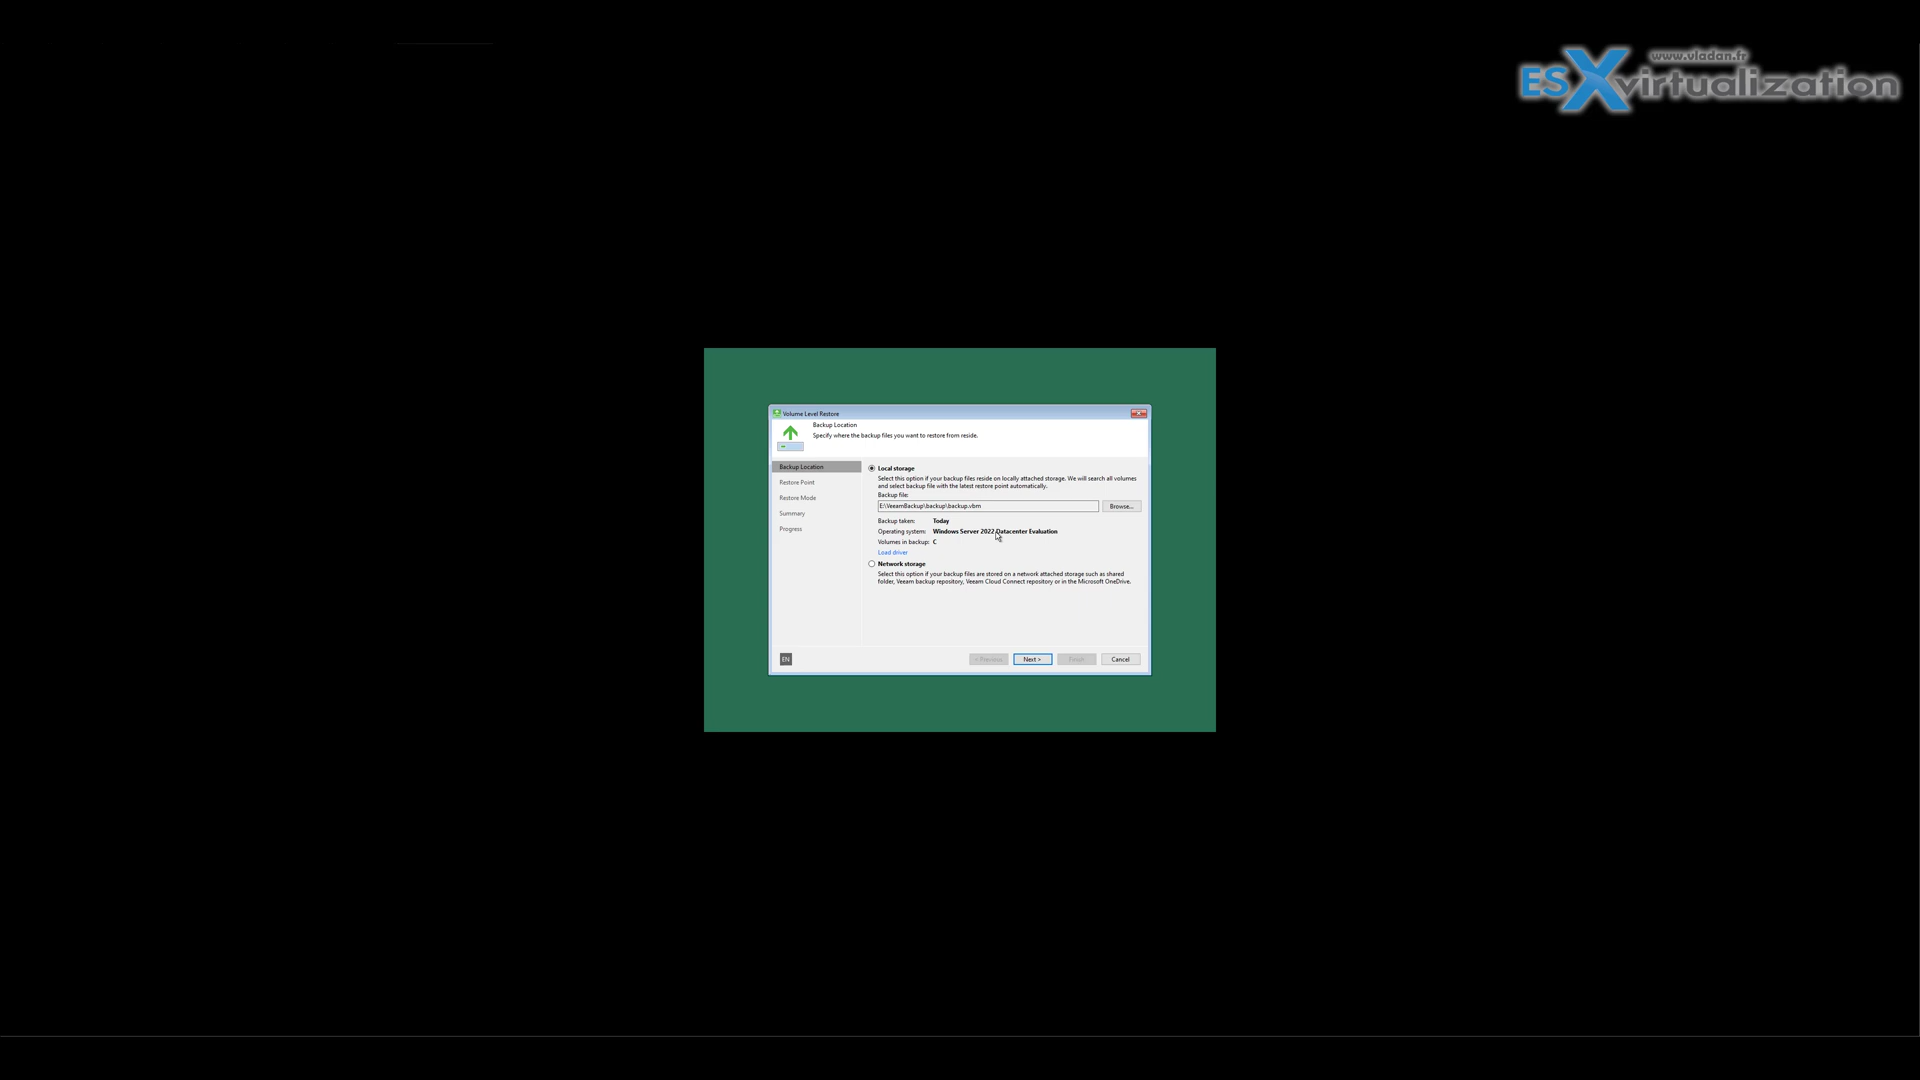 www.vladan.fr
ESXvirtualization
Volume Level Restore
Backup Location
Specify where the backup files you want to restore from reside.
Backup Location
Restore Point
Restore Mode
Summary
Progress
Local storage
Select this option if your backup files reside on locally attached storage. We will search all volumes
and select backup file with the latest restore point automatically.
Backup file:
E:\VeeamBackup\backup\backup.vbm
Browse...
Backup taken: Today
Operating system: Windows Server 2022 Datacenter Evaluation
Volumes in backup: C
Load driver
Network storage
Select this option if your backup files are stored on a network attached storage such as shared
folder, Veeam backup repository, Veeam Cloud Connect repository or in the Microsoft OneDrive.
EN
< Previous
Next >
Finish
Cancel